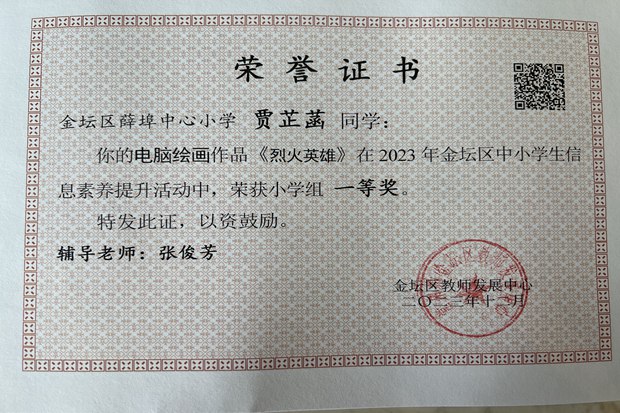 荣誉证书
金坛区薛埠中心小学 贾芷菡 同学:
你的电脑绘画作品《烈火英雄》在2023年金坛区中小学生信
息素养提升活动中，荣获小学组 一等奖。
特发此证，以资鼓励。
辅导老师：张俊芳
金坛区教师发展中心
二〇二三年十一月